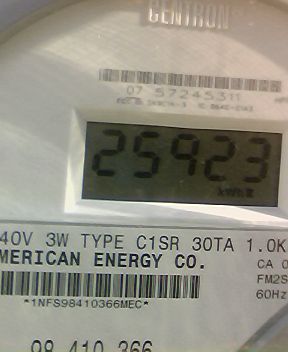 CENTRON
07 57245311
25923
kWh
40V 3W TYPE C1SR 30TA 1.0K
MERICAN ENERGY CO.
CA 0
FM2S
60Hz
*1NFS98410366MEC*
98 410 366